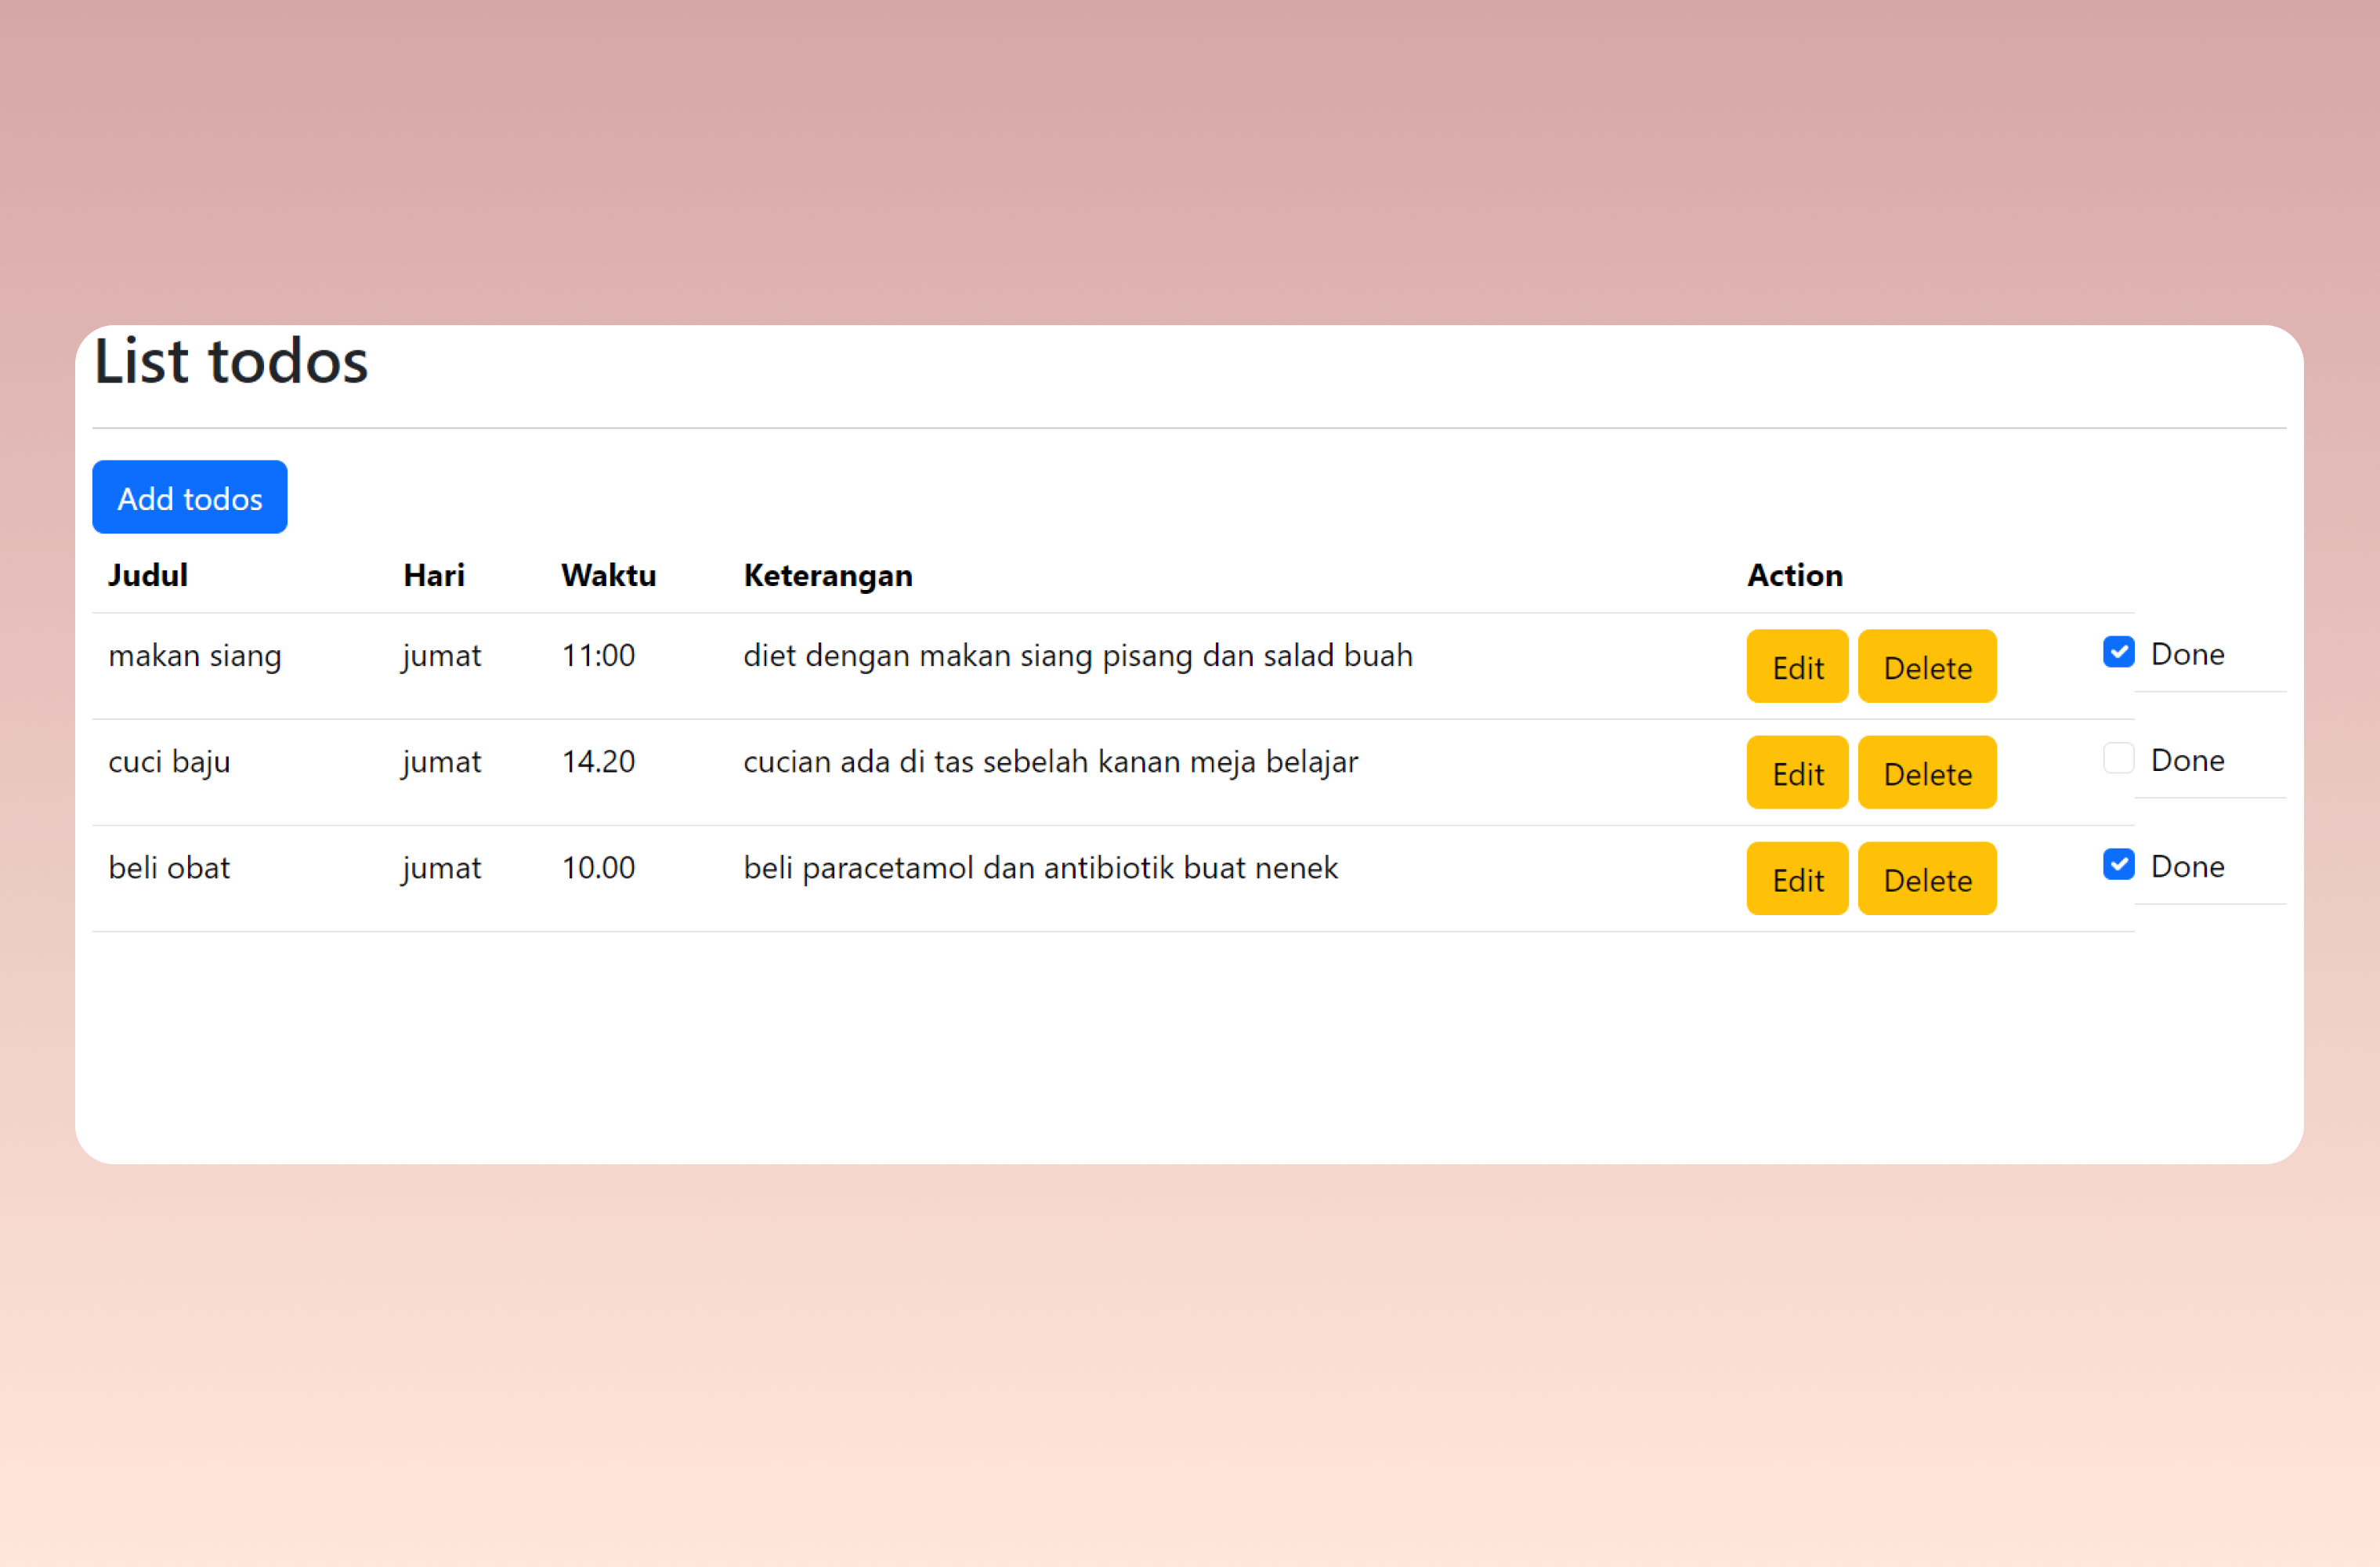 List todos
Add todos
Judul Hari Waktu Keterangan Action
makan siang jumat 11:00 diet dengan makan siang pisang dan salad buah Edit Delete Done
cuci baju jumat 14.20 cucian ada di tas sebelah kanan meja belajar Edit Delete Done
beli obat jumat 10.00 beli paracetamol dan antibiotik buat nenek Edit Delete Done